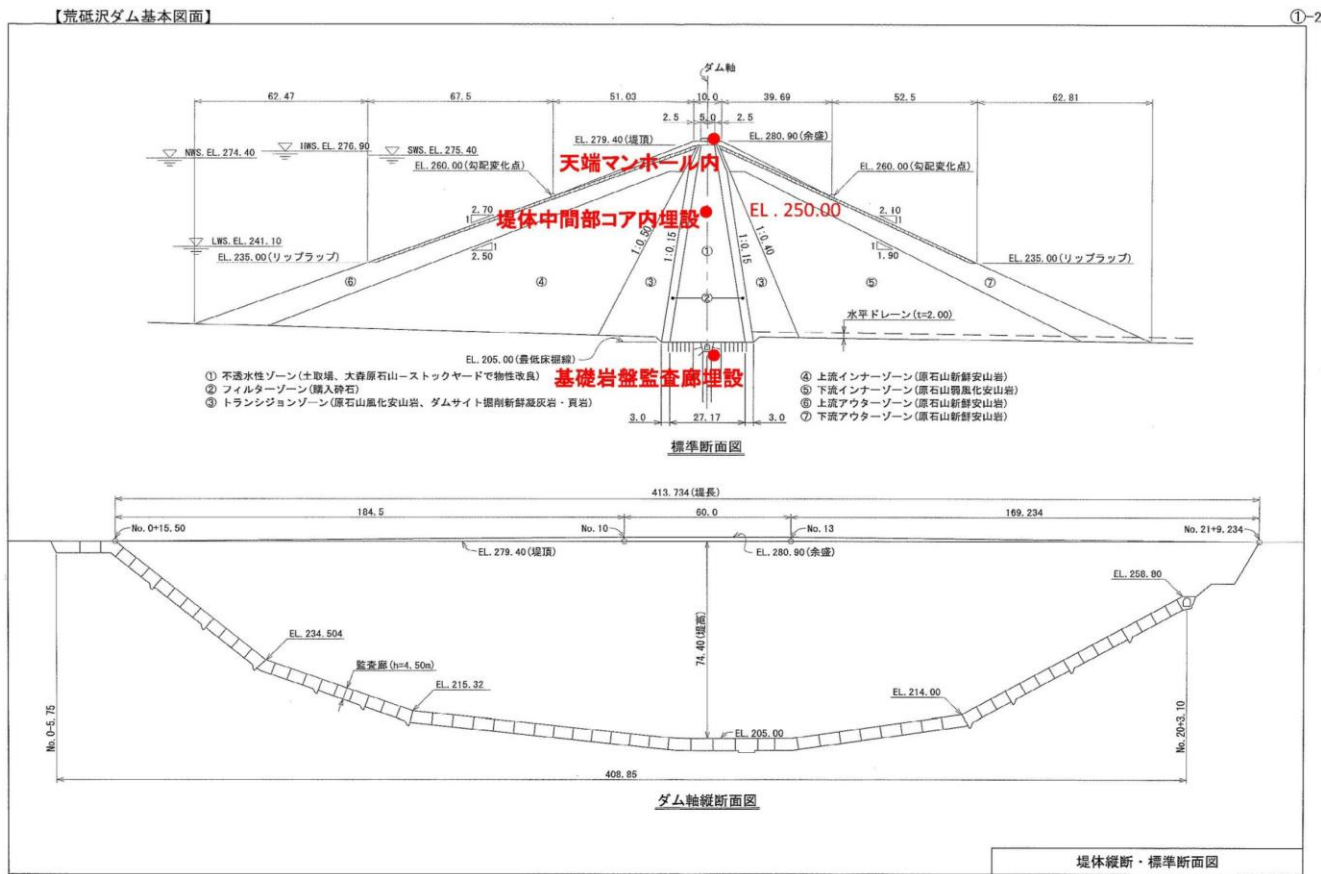 【荒砥沢ダム基本図面】
①-2
ダム軸
62.47
67.5
51.03
10.0
39.69
52.5
62.81
2.5
5.0
2.5
EL.279.40(堤頂)
EL.280.90(余盛)
NWS.EL.274.40
HWS.EL.276.90
SWS.EL.275.40
天端マンホール内
EL.260.00(勾配変化点)
EL.260.00(勾配変化点)
2.70
1
堤体中間部コア内埋設
EL.250.00
2.10
1
LWS.EL.241.10
EL.235.00(リップラップ)
1
2.50
1:0.50
1:0.15
①
1:0.15
1:0.40
1
1.90
EL.235.00(リップラップ)
⑥
④
③
②
③
⑤
⑦
水平ドレーン(t=2.00)
EL.205.00(最低床掘線)
基礎岩盤監査廊埋設
① 不透水性ゾーン(土取場、大森原石山-ストックヤードで物性改良)
② フィルターゾーン(購入砕石)
③ トランジションゾーン(原石山風化安山岩、ダムサイト掘削新鮮凝灰岩・頁岩)
④ 上流インナーゾーン(原石山新鮮安山岩)
⑤ 下流インナーゾーン(原石山弱風化安山岩)
⑥ 上流アウターゾーン(原石山新鮮安山岩)
⑦ 下流アウターゾーン(原石山新鮮安山岩)
3.0
27.17
3.0
標準断面図
413.734(堤長)
184.5
60.0
169.234
No.0+15.50
No.10
No.13
No.21+9.234
EL.279.40(堤頂)
EL.280.90(余盛)
EL.258.80
EL.234.504
74.40(堤高)
監査廊(h=4.50m)
EL.215.32
EL.214.00
EL.205.00
No.0-5.75
No.20+3.10
408.85
ダム軸縦断面図
堤体縦断・標準断面図